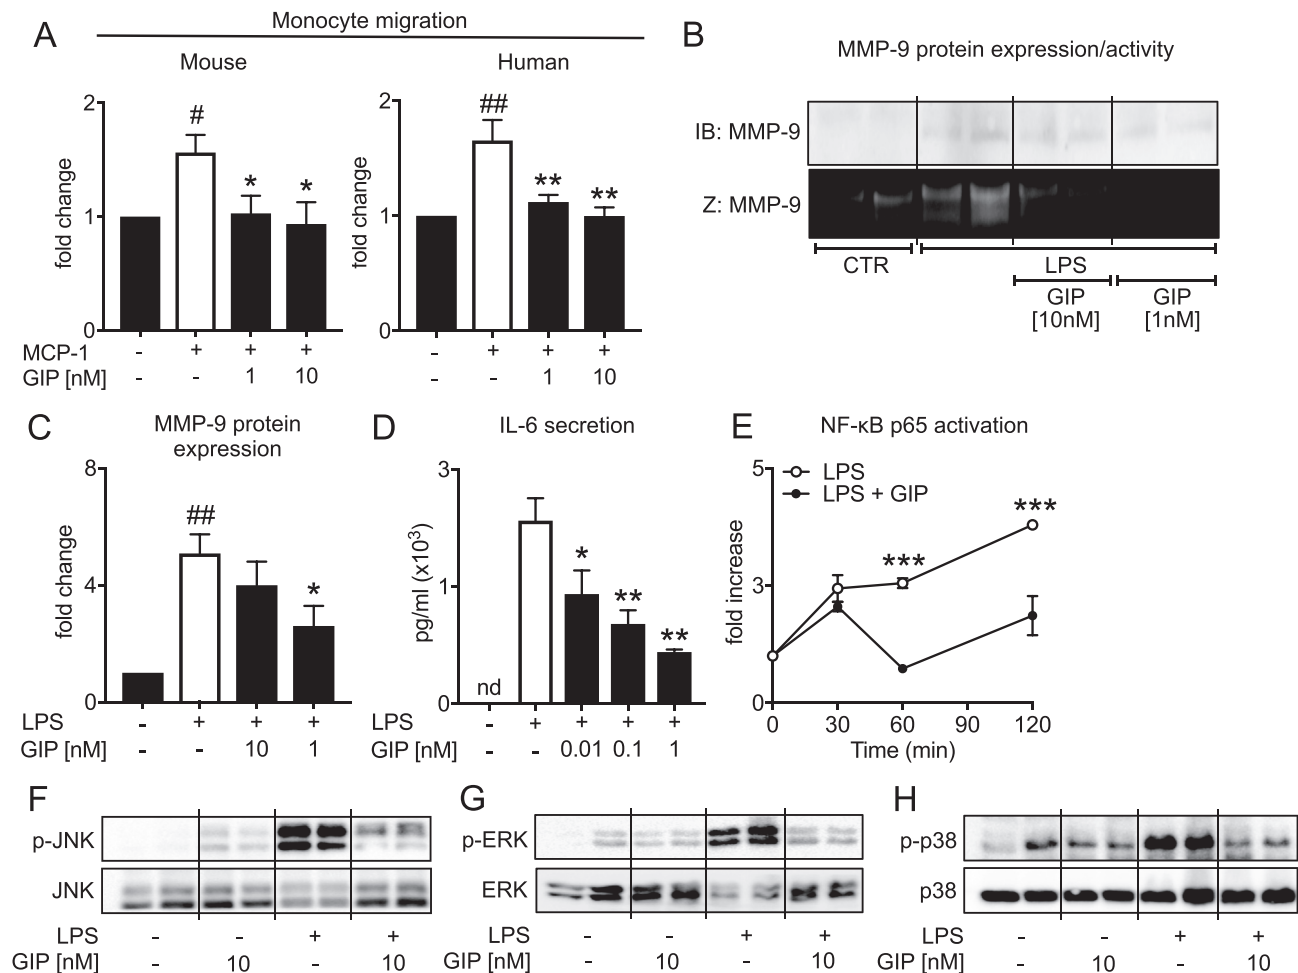 A
Monocyte migration
Mouse
Human
fold change
2
1
0
#
*
*
fold change
2
1
0
##
**
**
MCP-1 - + + + - + + +
GIP [nM] - - 1 10 - - 1 10
B
MMP-9 protein expression/activity
IB: MMP-9
Z: MMP-9
CTR
LPS
GIP
[10nM]
GIP
[1nM]
C
MMP-9 protein
expression
fold change
8
4
0
##
*
LPS - + + +
GIP [nM] - - 10 1
D
IL-6 secretion
pg/ml (x10³)
3
1
0
nd
*
**
**
LPS - + + + +
GIP [nM] - - 0.01 0.1 1
E
NF-κB p65 activation
LPS
LPS + GIP
fold increase
5
3
0
***
***
0 30 60 90 120
Time (min)
F
p-JNK
JNK
LPS - - + +
GIP [nM] - 10 - 10
G
p-ERK
ERK
LPS - - + +
GIP [nM] - 10 - 10
H
p-p38
p38
LPS - - + +
GIP [nM] - 10 - 10